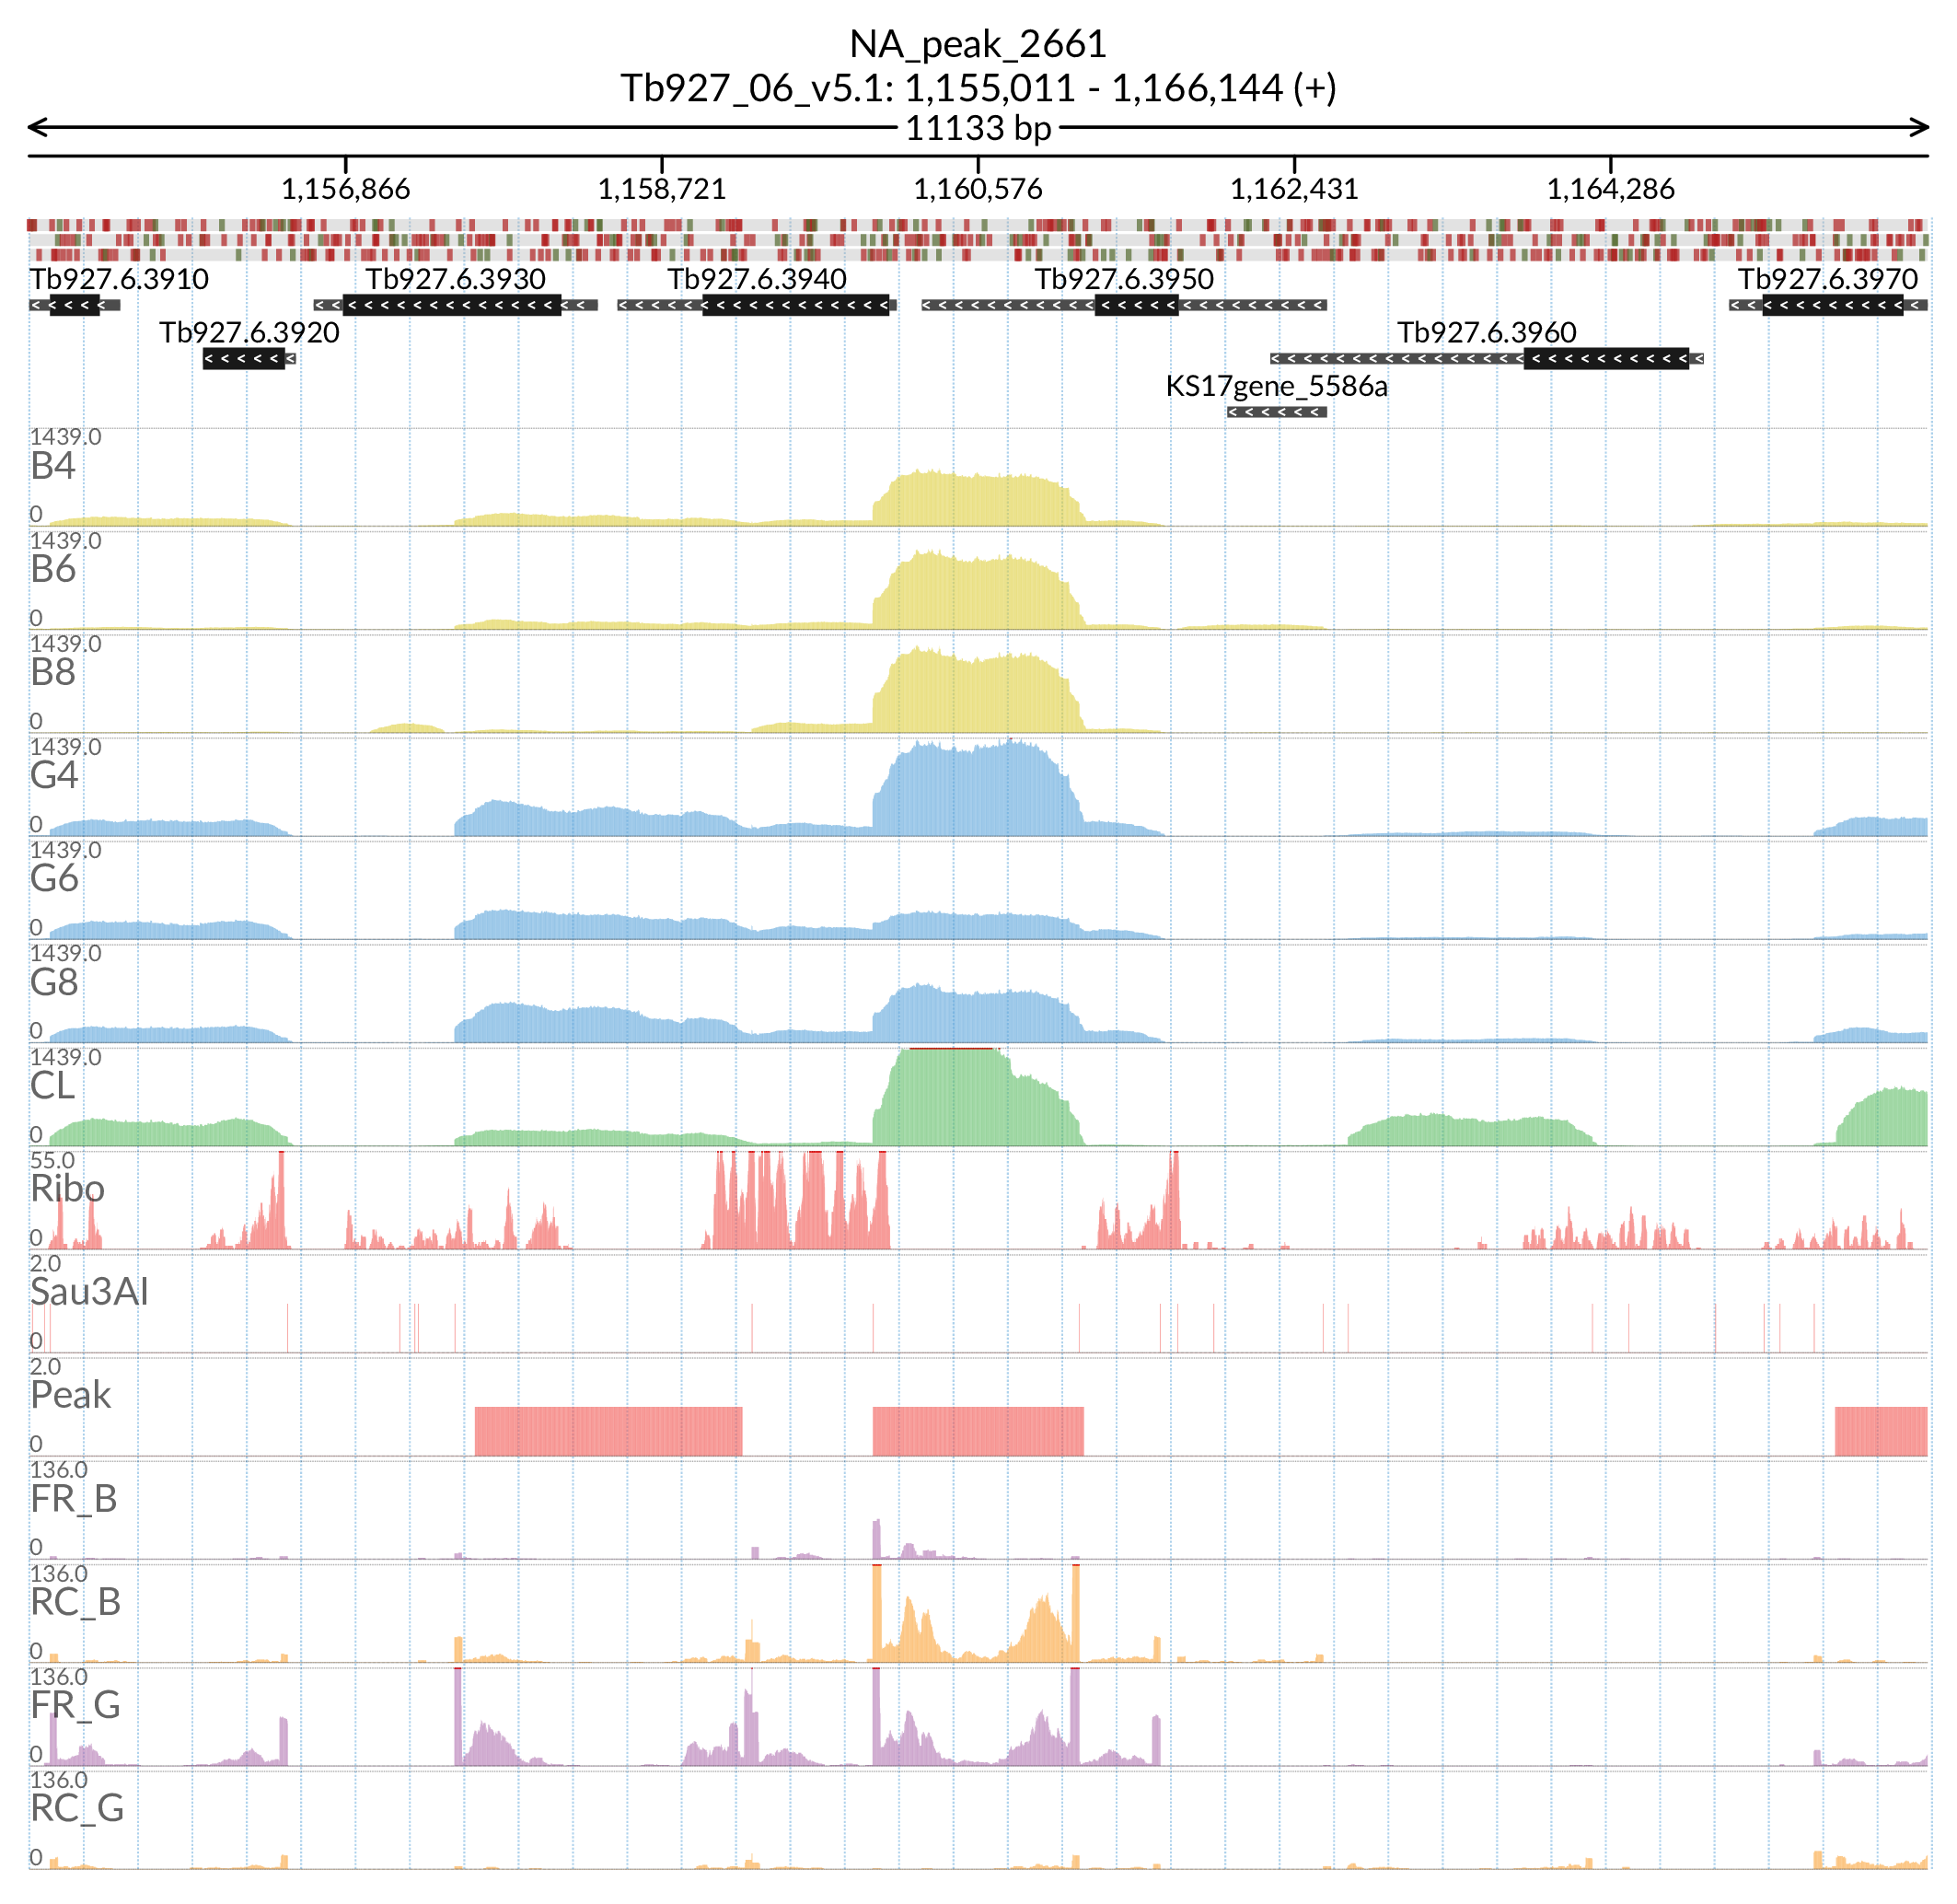 NA_peak_2661
Tb927_06_v5.1: 1,155,011 - 1,166,144 (+)
11133 bp
1,156,866 1,158,721 1,160,576 1,162,431 1,164,286
Tb927.6.3910 Tb927.6.3930 Tb927.6.3940 Tb927.6.3950 Tb927.6.3970
Tb927.6.3920 Tb927.6.3960
KS17gene_5586a
1439.0
B4
0
1439.0
B6
0
1439.0
B8
0
1439.0
G4
0
1439.0
G6
0
1439.0
G8
0
1439.0
CL
0
55.0
Ribo
0
2.0
Sau3AI
0
2.0
Peak
0
136.0
FR_B
0
136.0
RC_B
0
136.0
FR_G
0
136.0
RC_G
0